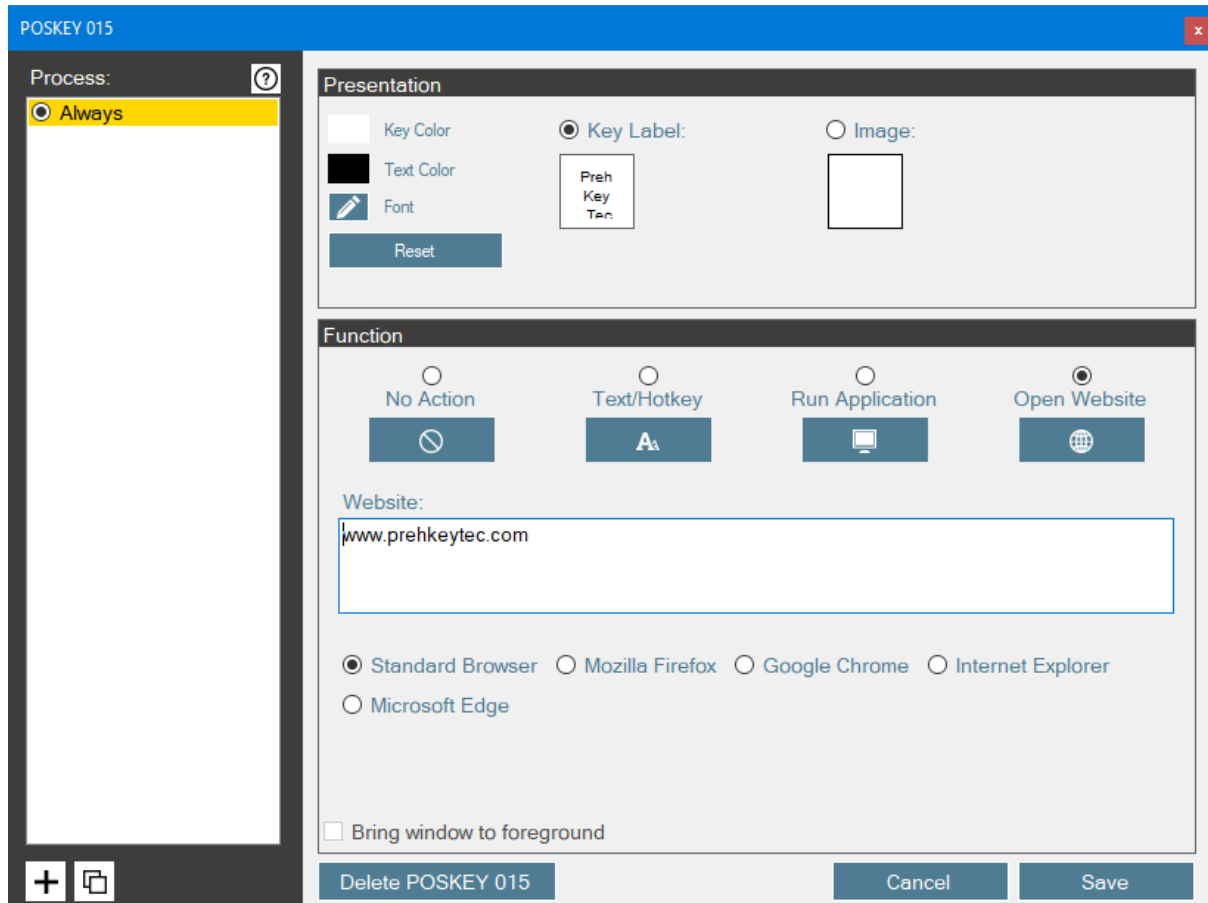 POSKEY 015
x
Process:
?
Always
Presentation
Key Color
Text Color
Font
Reset
Key Label:
Preh
Key
Tec
Image:
Function
No Action
Text/Hotkey
Run Application
Open Website
AA
Website:
www.prehkeytec.com
Standard Browser Mozilla Firefox Google Chrome Internet Explorer
Microsoft Edge
Bring window to foreground
Delete POSKEY 015
Cancel
Save